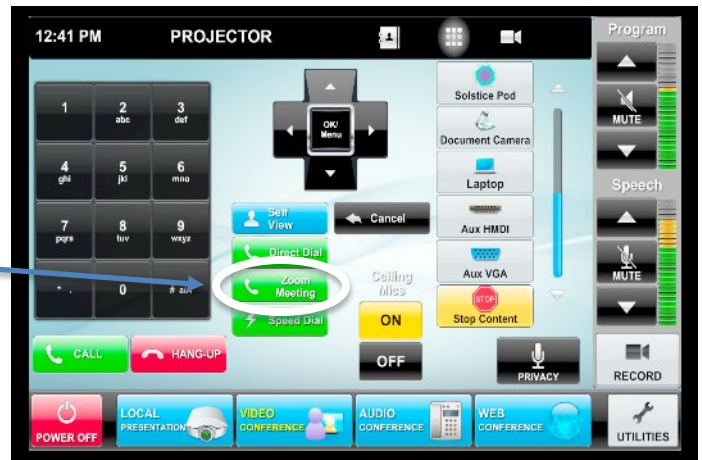 12:41 PM
PROJECTOR
Program
1
2
abc
3
def
OK/
Menu
Solstice Pod
MUTE
Document Camera
4
ghi
5
jkl
6
mno
Laptop
Speech
7
pqrs
8
tuv
9
wxyz
Self
View
Cancel
Aux HDMI
Direct Dial
Aux VGA
MUTE
* .
0
Zoom
Meeting
Ceiling
Mics
STOP
Stop Content
Speed Dial
ON
CALL
HANG-UP
OFF
PRIVACY
RECORD
POWER OFF
LOCAL
PRESENTATION
VIDEO
CONFERENCE
AUDIO
CONFERENCE
WEB
CONFERENCE
UTILITIES